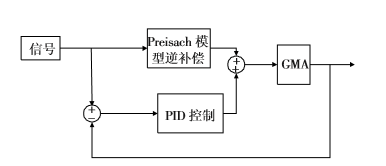 信号
Preisach 模
型逆补偿
+
+
GMA
+
−
PID 控制